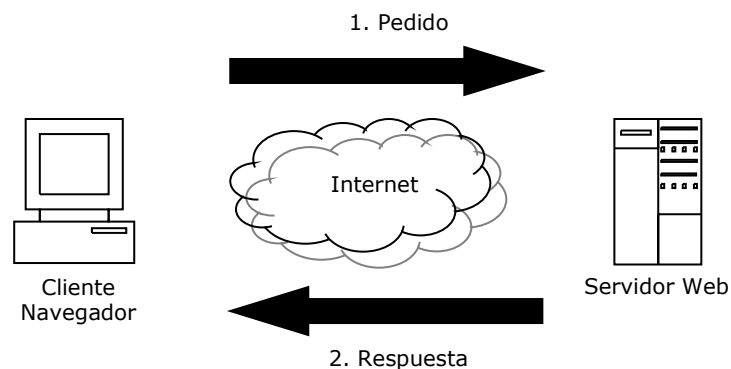 1. Pedido
Internet
Cliente
Navegador
Servidor Web
2. Respuesta